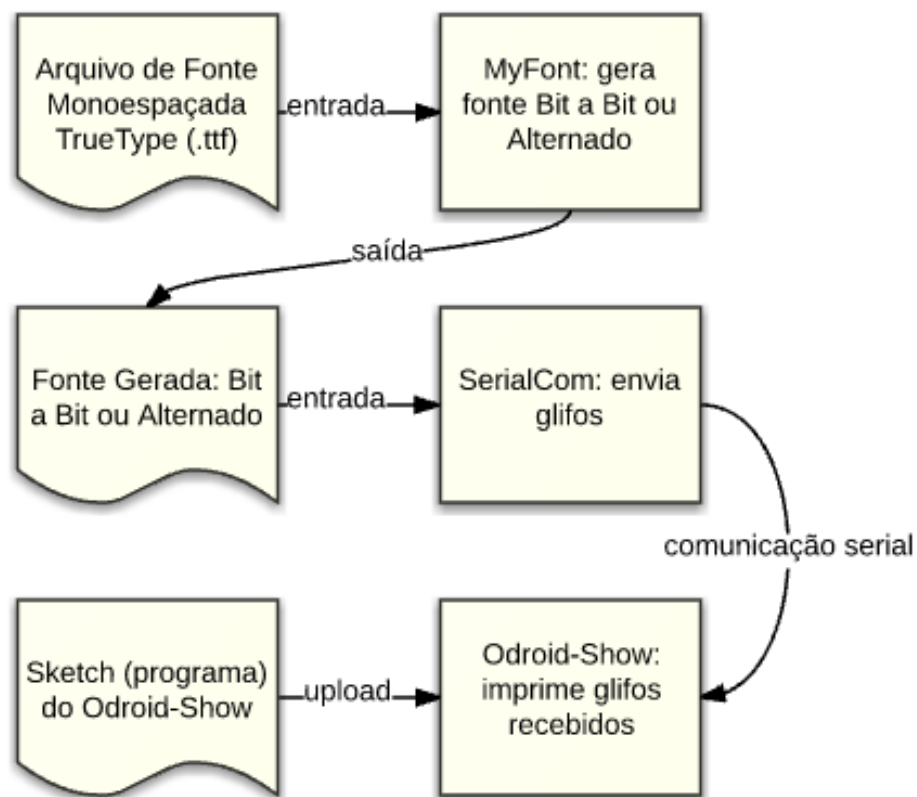 Arquivo de Fonte
Monoespaçada
TrueType (.ttf)
entrada
MyFont: gera
fonte Bit a Bit ou
Alternado
saída
Fonte Gerada: Bit
a Bit ou Alternado
entrada
SerialCom: envia
glifos
comunicação serial
Sketch (programa)
do Odroid-Show
upload
Odroid-Show:
imprime glifos
recebidos